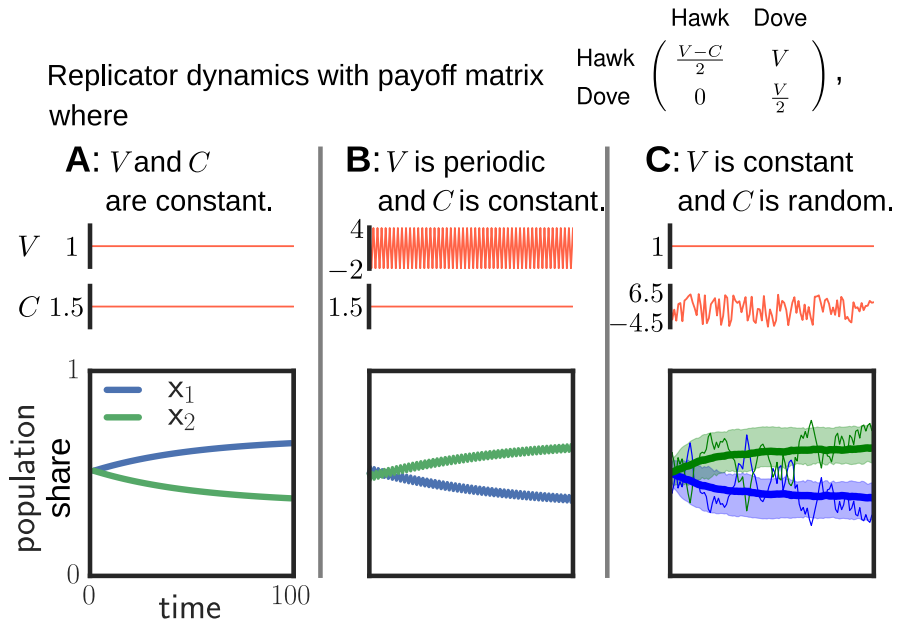 Hawk Dove
Replicator dynamics with payoff matrix Hawk ( (V−C)/2 V
Dove 0 V/2 ) ,
where
A: V and C
are constant.
B: V is periodic
and C is constant.
C: V is constant
and C is random.
V 1
4
−2
1
C 1.5
1.5
6.5
−4.5
1
x1
x2
population
share
0
0 100
time